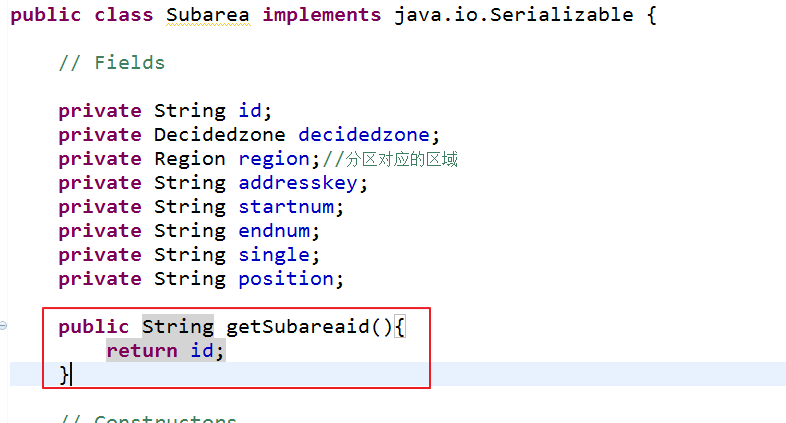 public class Subarea implements java.io.Serializable {
// Fields
private String id;
private Decidedzone decidedzone;
private Region region;//分区对应的区域
private String addresskey;
private String startnum;
private String endnum;
private String single;
private String position;
public String getSubareaid(){
return id;
}
// Constructors